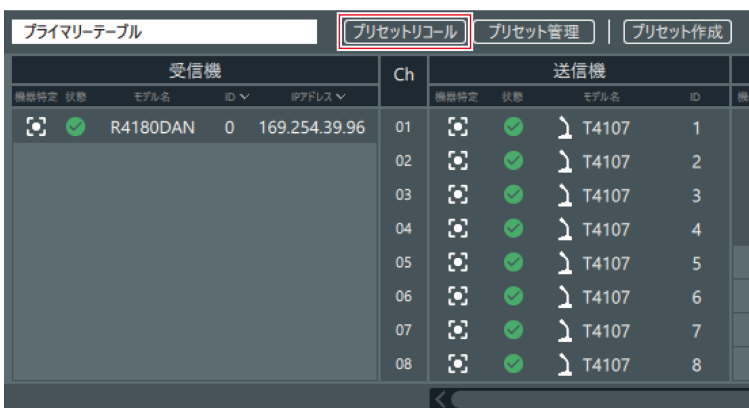 プライマリーテーブル プリセットリコール プリセット管理 | プリセット作成
受信機 Ch 送信機
機器特定 状態 モデル名 ID IPアドレス 機器特定 状態 モデル名 ID 機
R4180DAN 0 169.254.39.96 01 T4107 1
02 T4107 2
03 T4107 3
04 T4107 4
05 T4107 5
06 T4107 6
07 T4107 7
08 T4107 8